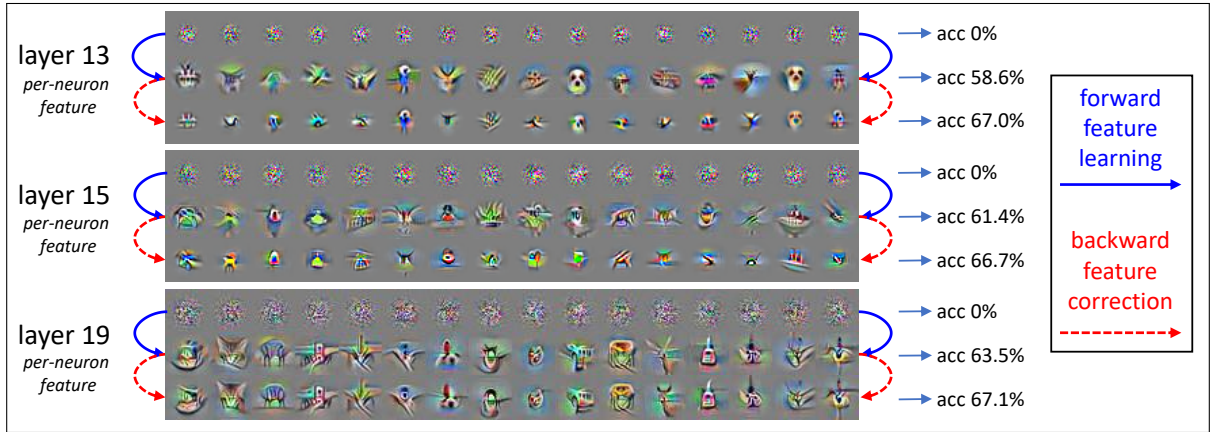 layer 13
per-neuron
feature
acc 0%
acc 58.6%
acc 67.0%
layer 15
per-neuron
feature
acc 0%
acc 61.4%
acc 66.7%
layer 19
per-neuron
feature
acc 0%
acc 63.5%
acc 67.1%
forward
feature
learning
backward
feature
correction